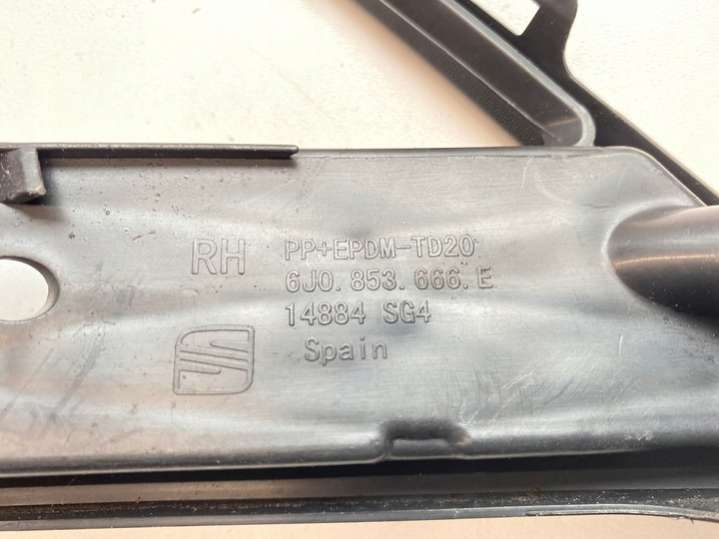 RH PP+EPDM-TD20
6J0.853.666.E
14884 SG4
Spain